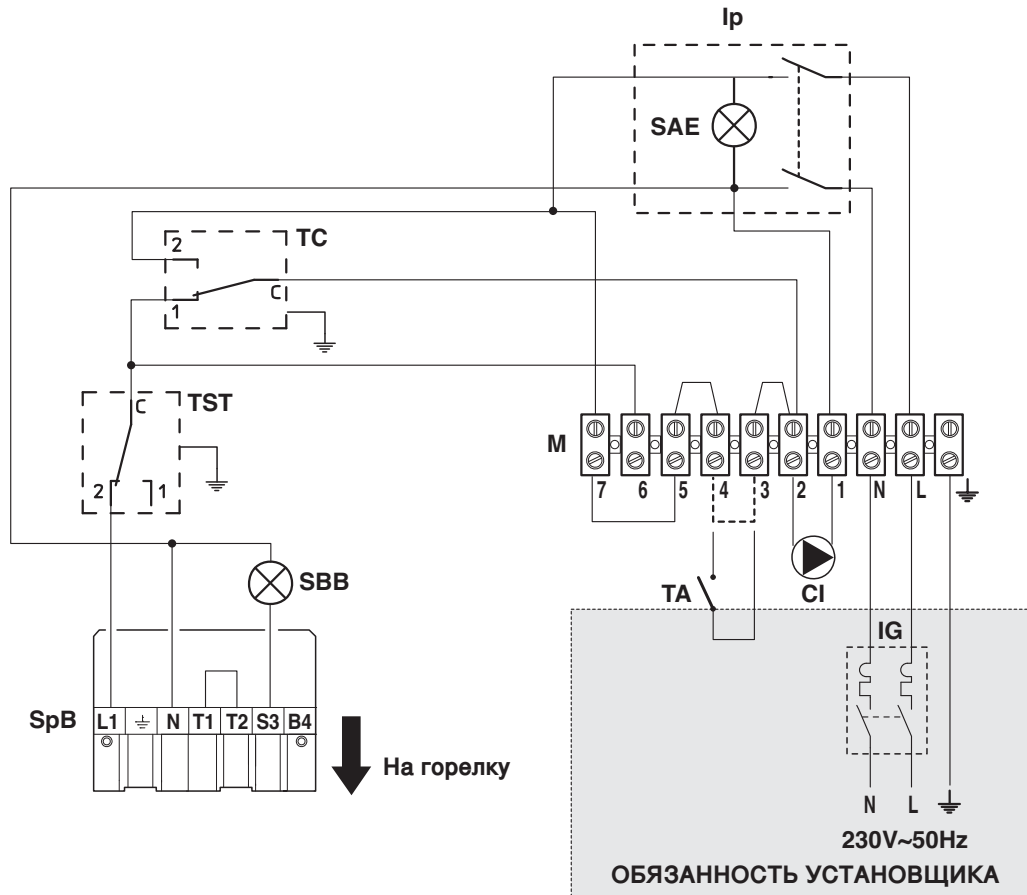 Ip
SAE
2
TC
C
1
C
TST
2
1
M
7
6
5
4
3
2
1
N
L
SBB
TA
CI
IG
SpB
L1
N
T1
T2
S3
B4
На горелку
N
L
230V~50Hz
ОБЯЗАННОСТЬ УСТАНОВЩИКА